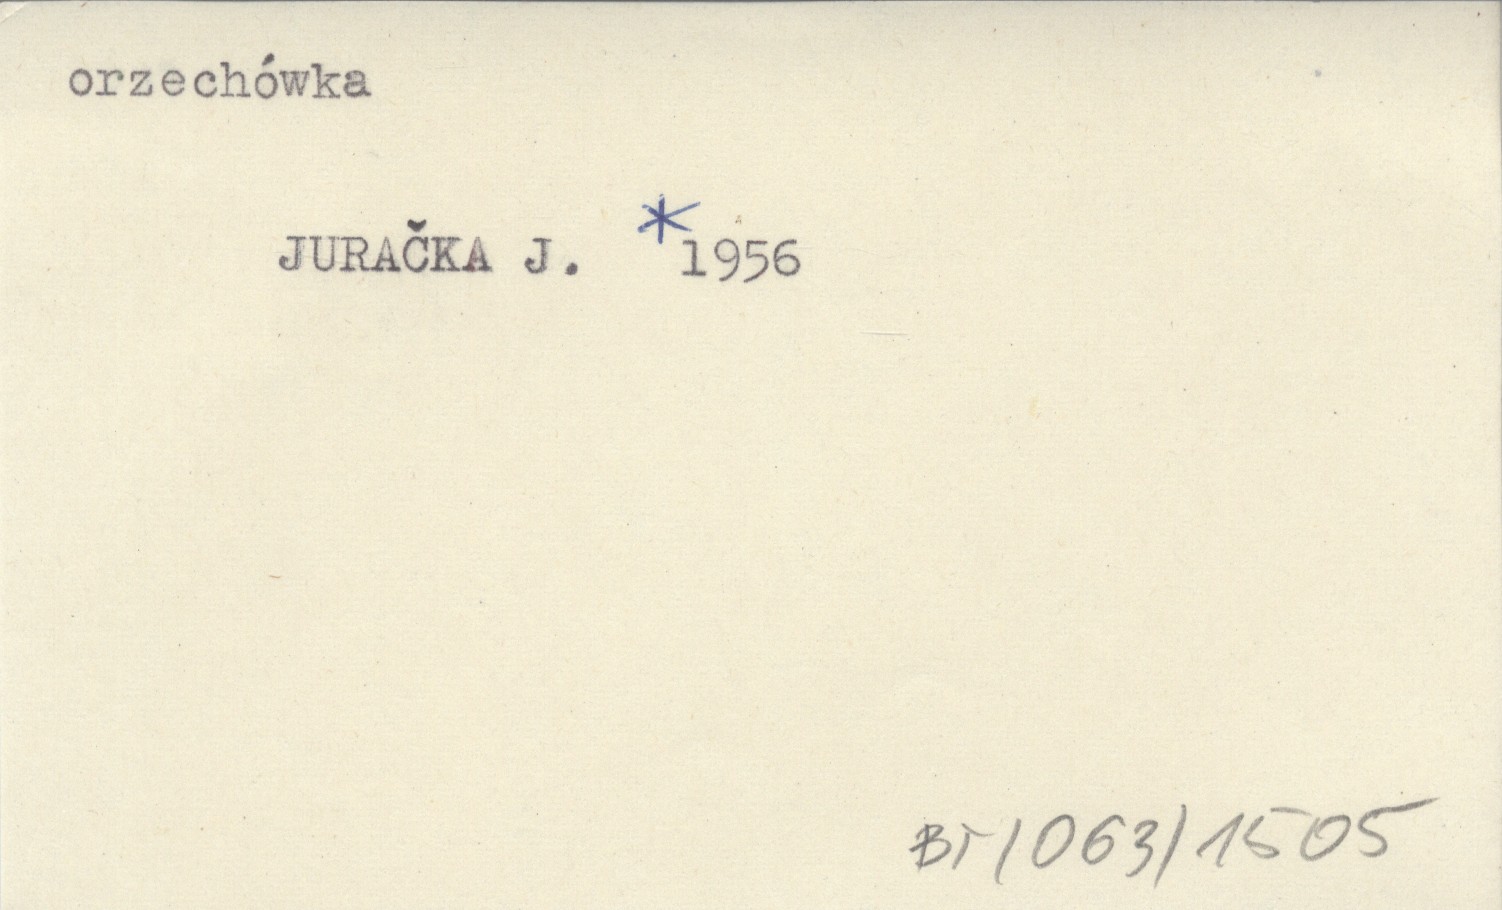 orzechówka
JURAČKA J. *1956
BT/063/1505